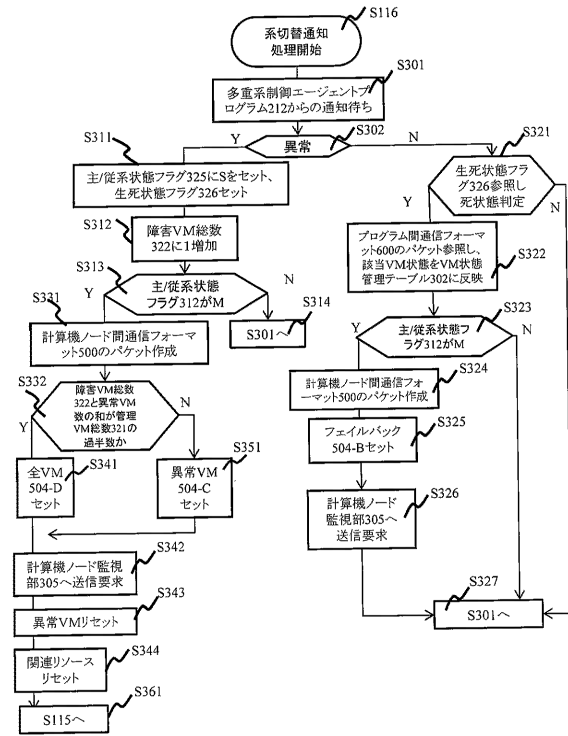 S116
系切替通知
処理開始
S301
多重系制御エージェントプ
ログラム212からの通知待ち
S302
異常
Y
N
S311
主/従系状態フラグ325にSをセット、
生死状態フラグ326セット
S312
障害VM総数
322に1増加
S313
主/従系状態
フラグ312がM
Y
N
S314
S301へ
S331
計算機ノード間通信フォーマ
ット500のパケット作成
S332
障害VM総数
322と異常VM
数の和が管理
VM総数321の
過半数か
Y
N
S341
全VM
504-D
セット
S351
異常VM
504-C
セット
S342
計算機ノード監視
部305へ送信要求
S343
異常VMリセット
S344
関連リソース
リセット
S361
S115へ
S321
生死状態フラ
グ326参照し
死状態判定
Y
N
S322
プログラム間通信フォーマッ
ト600のパケット参照し、
該当VM状態をVM状態
管理テーブル302に反映
S323
主/従系状態フ
ラグ312がM
Y
N
S324
計算機ノード間通信フォ
ーマット500のパケット作成
S325
フェイルバック
504-Bセット
S326
計算機ノード
監視部305へ
送信要求
S327
S301へ